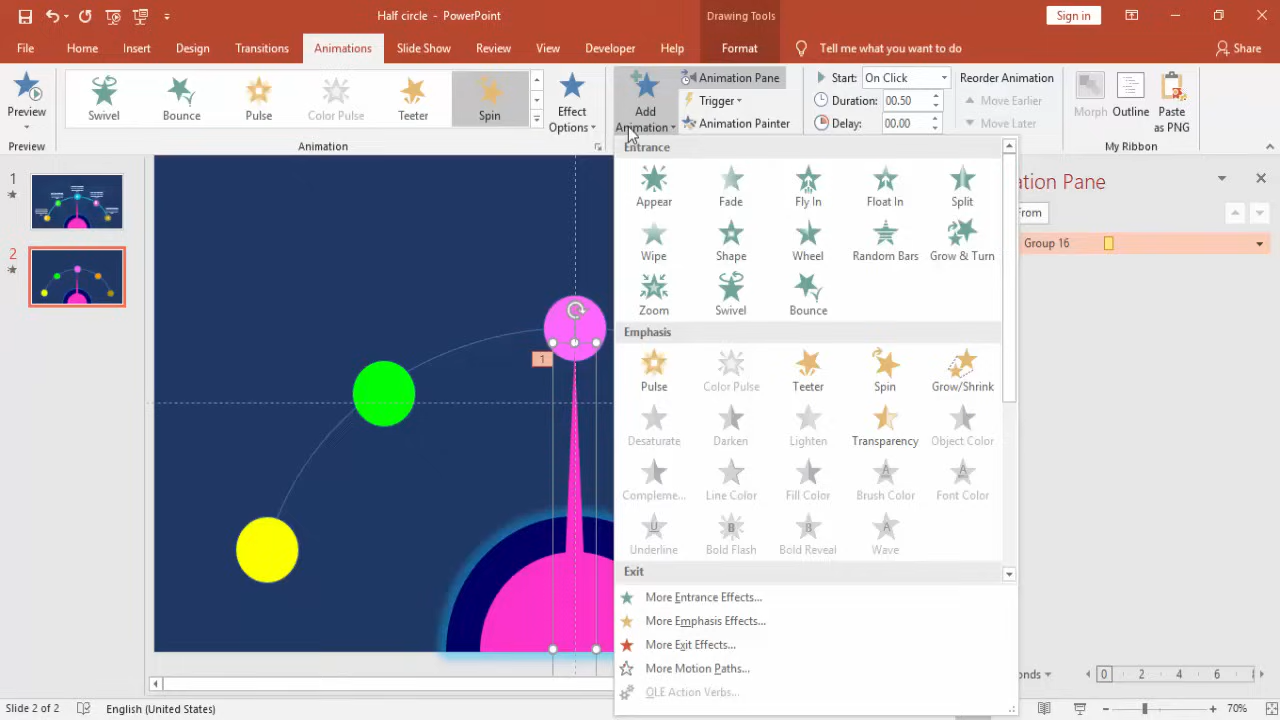 Half circle - PowerPoint
Drawing Tools
Sign in
File
Home
Insert
Design
Transitions
Animations
Slide Show
Review
View
Developer
Help
Format
Tell me what you want to do
Share
Preview
Swivel
Bounce
Pulse
Color Pulse
Teeter
Spin
Effect
Options
Add
Animation
Animation Pane
Trigger
Animation Painter
Start: On Click
Duration: 00.50
Delay: 00.00
Reorder Animation
Move Earlier
Move Later
Morph
Outline
Paste
as PNG
Preview
Animation
My Ribbon
Entrance
Appear
Fade
Fly In
Float In
Split
Wipe
Shape
Wheel
Random Bars
Grow & Turn
Zoom
Swivel
Bounce
Emphasis
Pulse
Color Pulse
Teeter
Spin
Grow/Shrink
Desaturate
Darken
Lighten
Transparency
Object Color
Compleme...
Line Color
Fill Color
Brush Color
Font Color
Underline
Bold Flash
Bold Reveal
Wave
Exit
More Entrance Effects...
More Emphasis Effects...
More Exit Effects...
More Motion Paths...
OLE Action Verbs...
ation Pane
From
Group 16
1
2
1
nds
0 2 4 6
Slide 2 of 2
English (United States)
70%